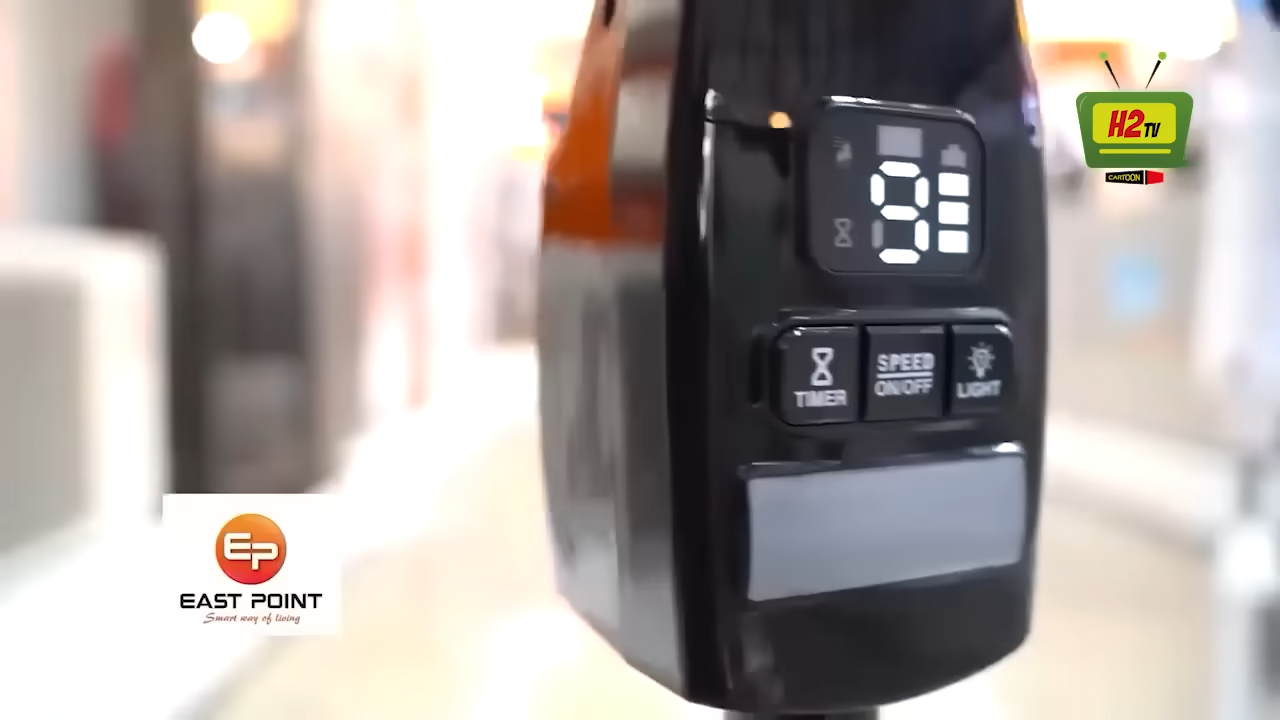 H2TV
CARTOON
9
TIMER
SPEED
ON/OFF
LIGHT
EP
EAST POINT
Smart way of living